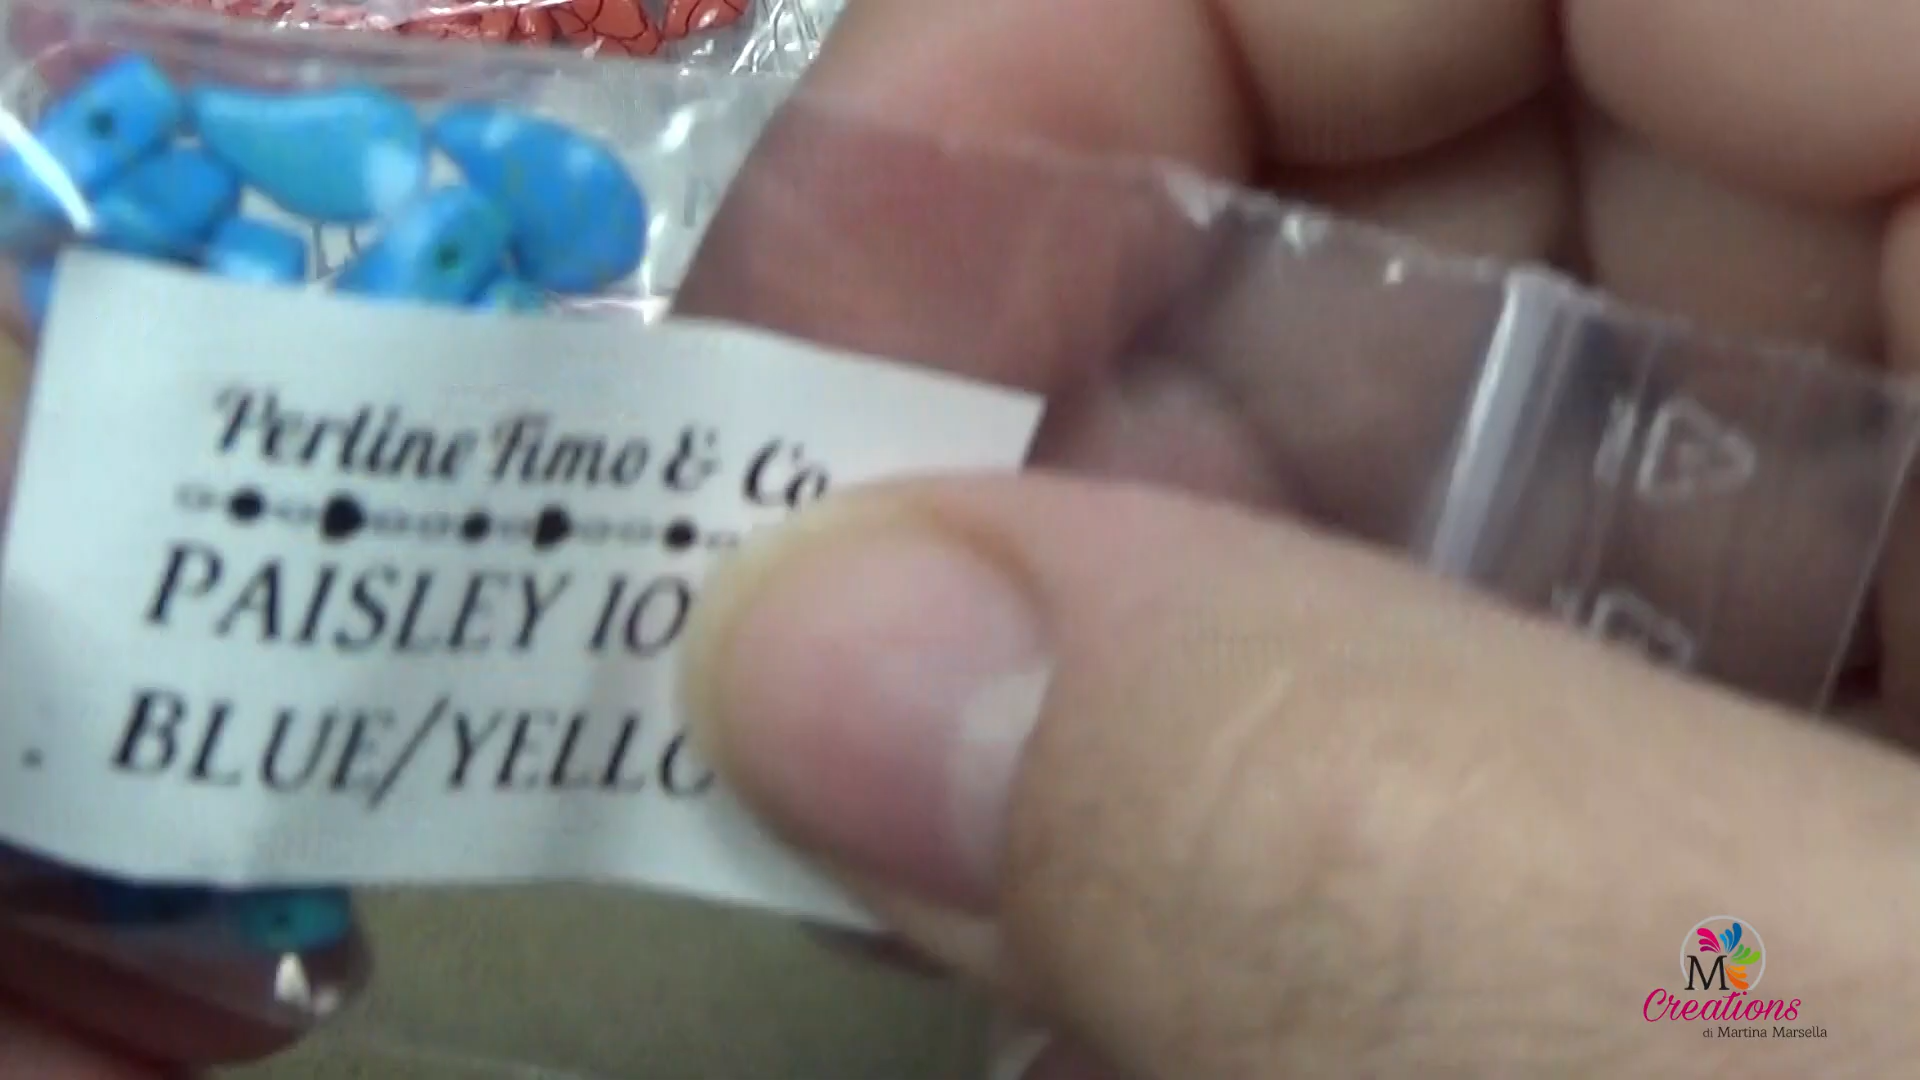 Perline Fimo & Co
PAISLEY 10
BLUE/YELLO
M
Creations
di Martina Marsella